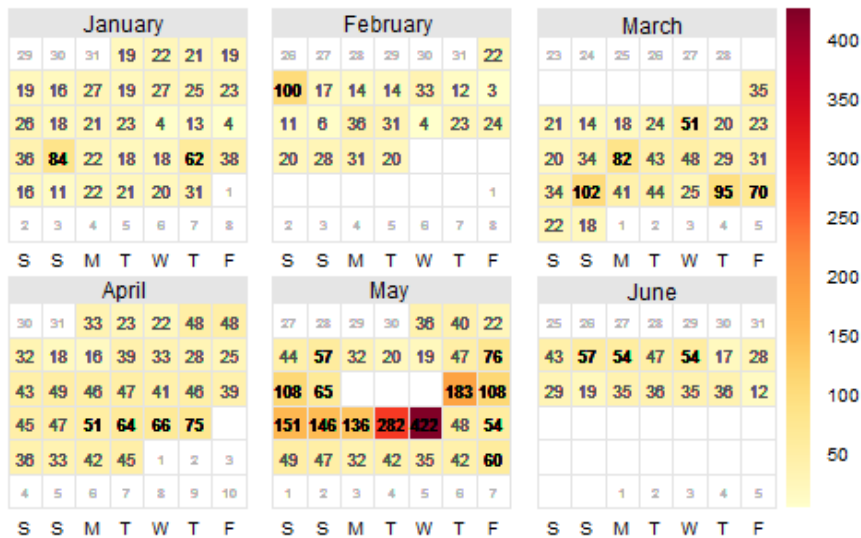 January February March
29 30 31 19 22 21 19 26 27 28 29 30 31 22 23 24 25 26 27 28 400
19 16 27 19 27 25 23 100 17 14 14 33 12 3 35 350
26 18 21 23 4 13 4 11 6 36 31 4 23 24 21 14 18 24 51 20 23
36 84 22 18 18 62 38 20 28 31 20 20 34 82 43 48 29 31 300
16 11 22 21 20 31 1 1 34 102 41 44 25 95 70
2 3 4 5 6 7 8 2 3 4 5 6 7 8 22 18 1 2 3 4 5 250
S S M T W T F S S M T W T F S S M T W T F
April May June
30 31 33 23 22 48 48 27 28 29 30 36 40 22 25 26 27 28 29 30 31 200
32 18 16 39 33 28 25 44 57 32 20 19 47 76 43 57 54 47 54 17 28 150
43 49 46 47 41 46 39 108 65 183 108 29 19 35 36 35 36 12 100
45 47 51 64 66 75 151 146 136 282 422 48 54
36 33 42 45 1 2 3 49 47 32 42 35 42 60 50
4 5 6 7 8 9 10 1 2 3 4 5 6 7 1 2 3 4 5
S S M T W T F S S M T W T F S S M T W T F